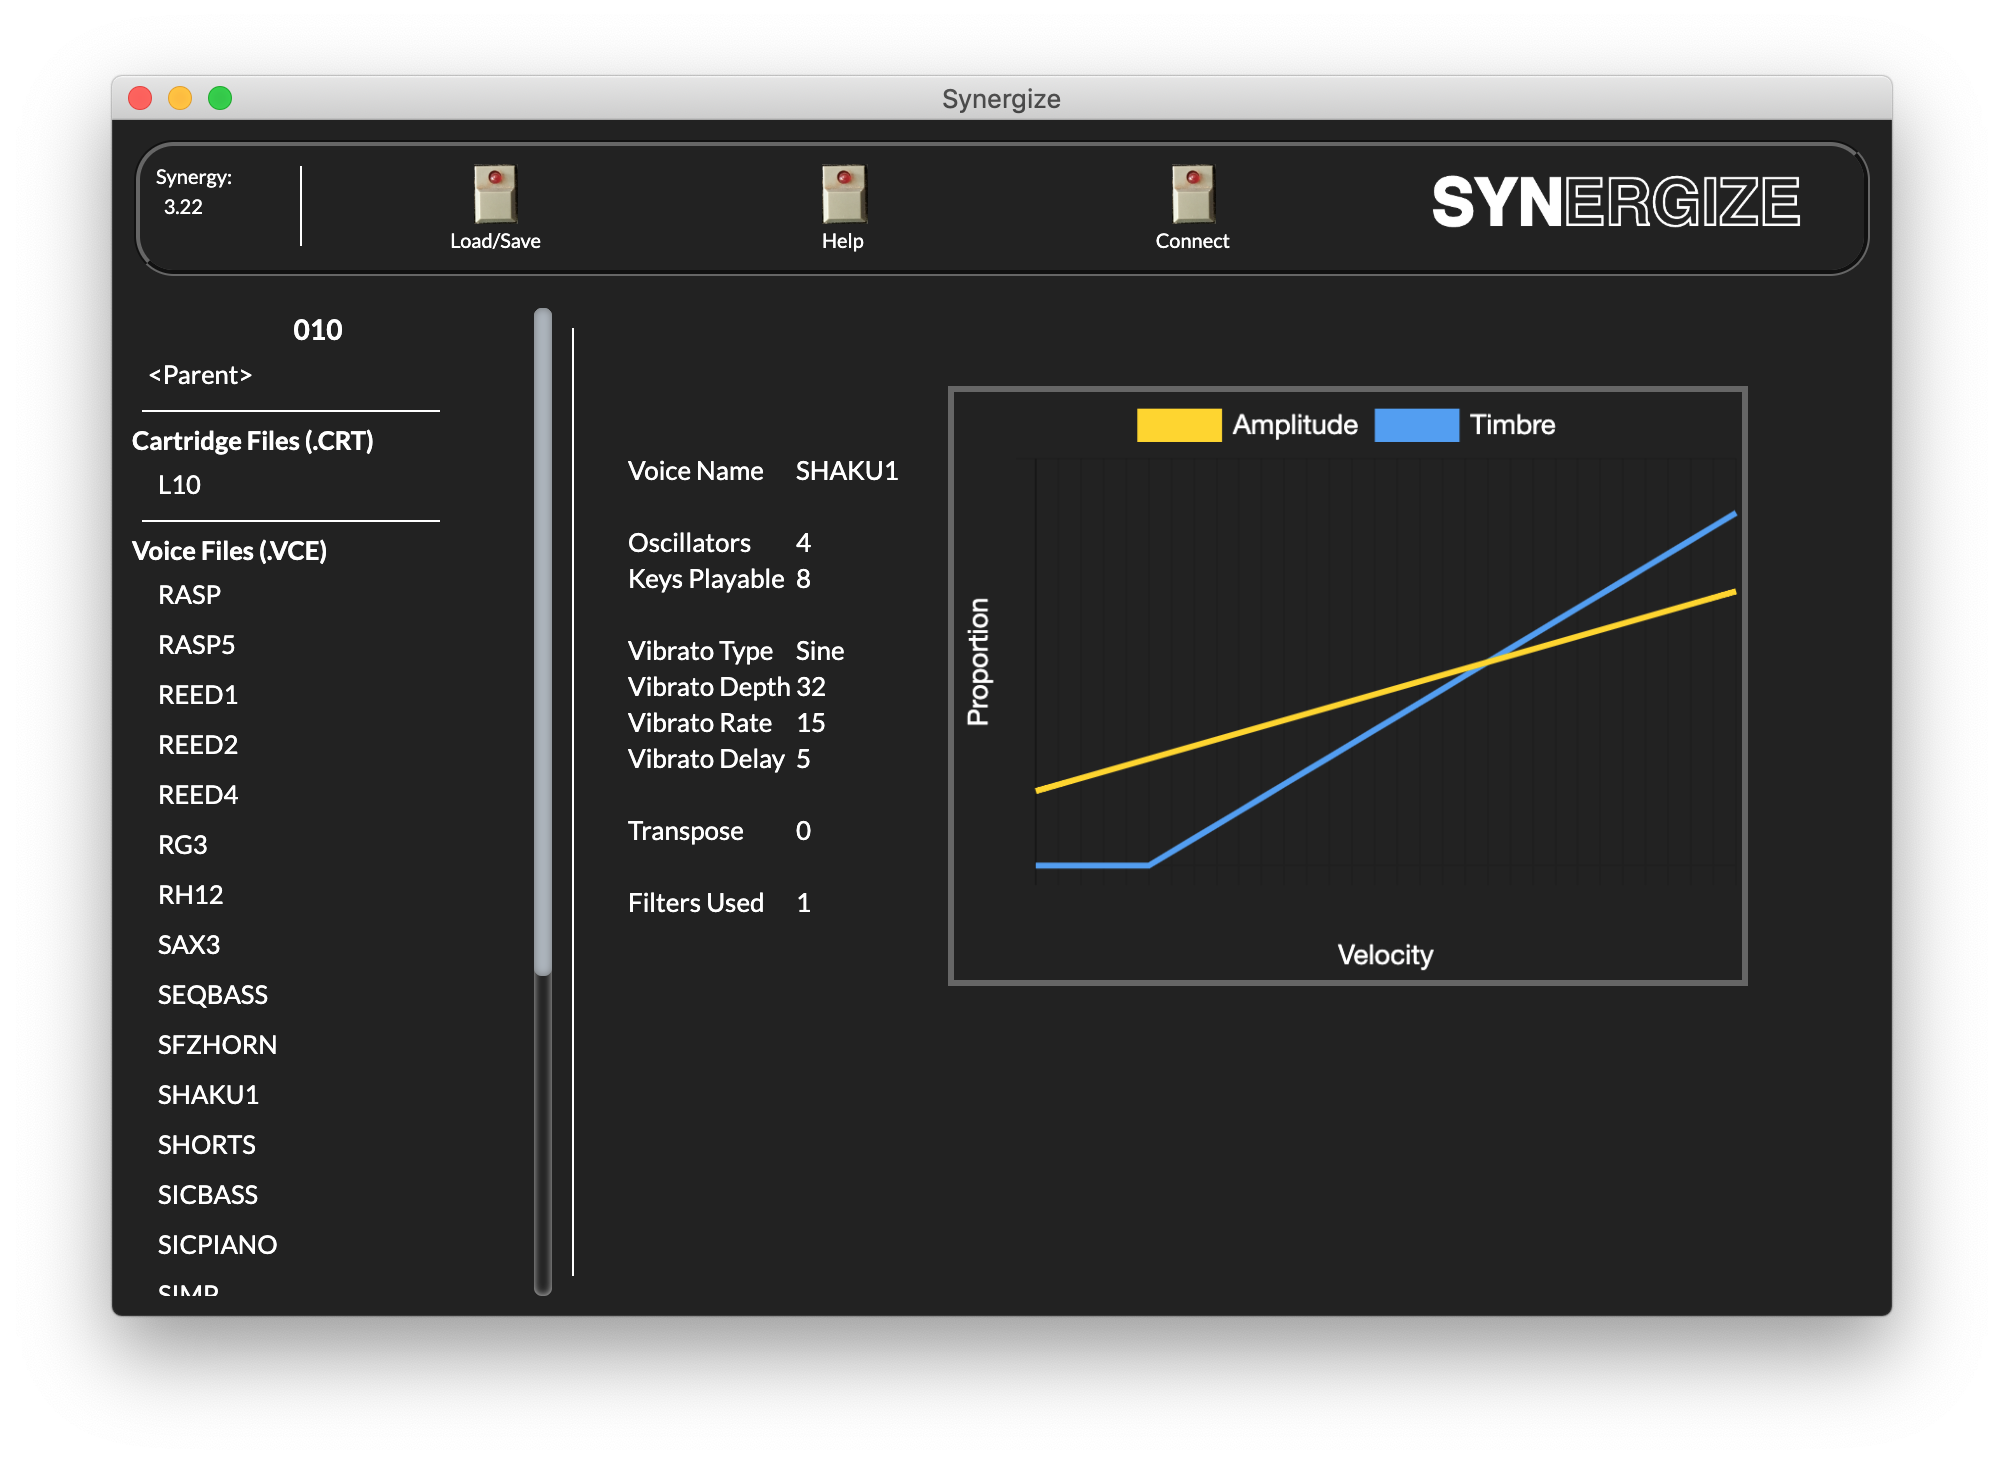 Synergize
Synergy:
3.22
Load/Save
Help
Connect
SYNERGIZE
010
<Parent>
Cartridge Files (.CRT)
L10
Voice Files (.VCE)
RASP
RASP5
REED1
REED2
REED4
RG3
RH12
SAX3
SEQBASS
SFZHORN
SHAKU1
SHORTS
SICBASS
SICPIANO
Voice Name SHAKU1
Oscillators 4
Keys Playable 8
Vibrato Type Sine
Vibrato Depth 32
Vibrato Rate 15
Vibrato Delay 5
Transpose 0
Filters Used 1
Amplitude Timbre
Proportion
Velocity